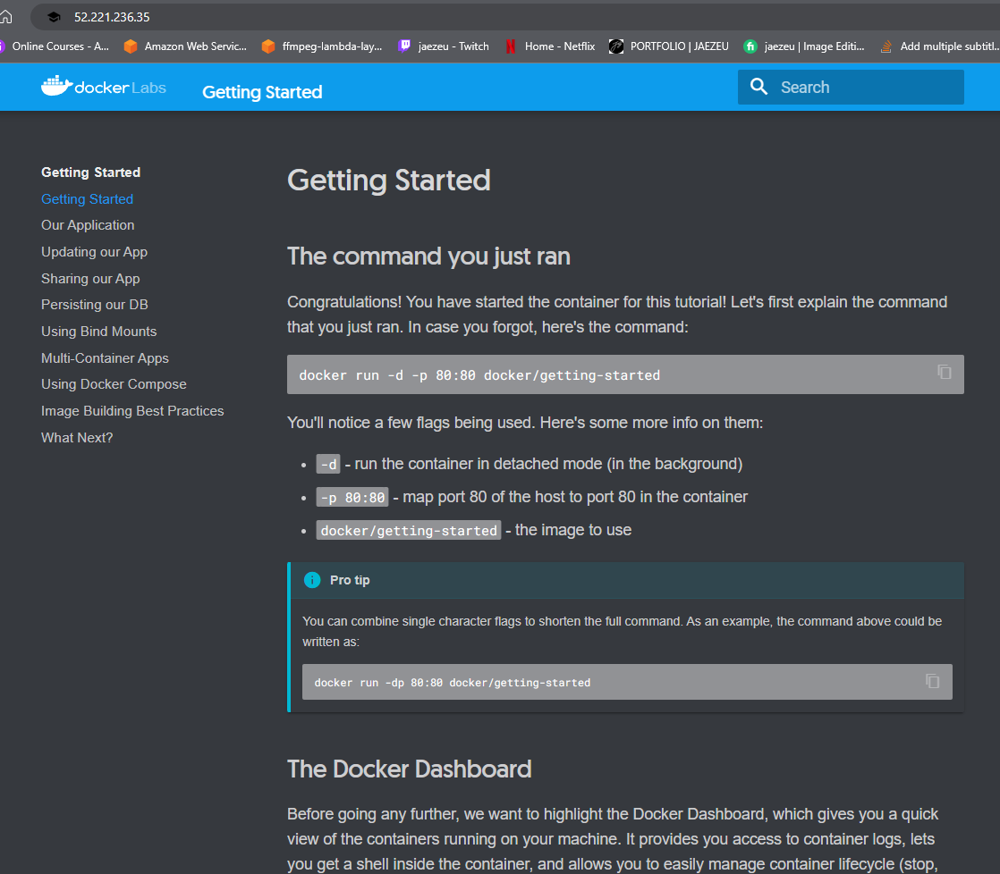 52.221.236.35
Online Courses - A...
Amazon Web Servic...
ffmpeg-lambda-lay...
jaezeu - Twitch
Home - Netflix
PORTFOLIO | JAEZEU
jaezeu | Image Editi...
Add multiple subtitl...
docker Labs
Getting Started
Search
Getting Started
Getting Started
Our Application
Updating our App
Sharing our App
Persisting our DB
Using Bind Mounts
Multi-Container Apps
Using Docker Compose
Image Building Best Practices
What Next?
Getting Started
The command you just ran
Congratulations! You have started the container for this tutorial! Let's first explain the command
that you just ran. In case you forgot, here's the command:
docker run -d -p 80:80 docker/getting-started
You'll notice a few flags being used. Here's some more info on them:
• -d - run the container in detached mode (in the background)
• -p 80:80 - map port 80 of the host to port 80 in the container
• docker/getting-started - the image to use
Pro tip
You can combine single character flags to shorten the full command. As an example, the command above could be
written as:
docker run -dp 80:80 docker/getting-started
The Docker Dashboard
Before going any further, we want to highlight the Docker Dashboard, which gives you a quick
view of the containers running on your machine. It provides you access to container logs, lets
you get a shell inside the container, and allows you to easily manage container lifecycle (stop,